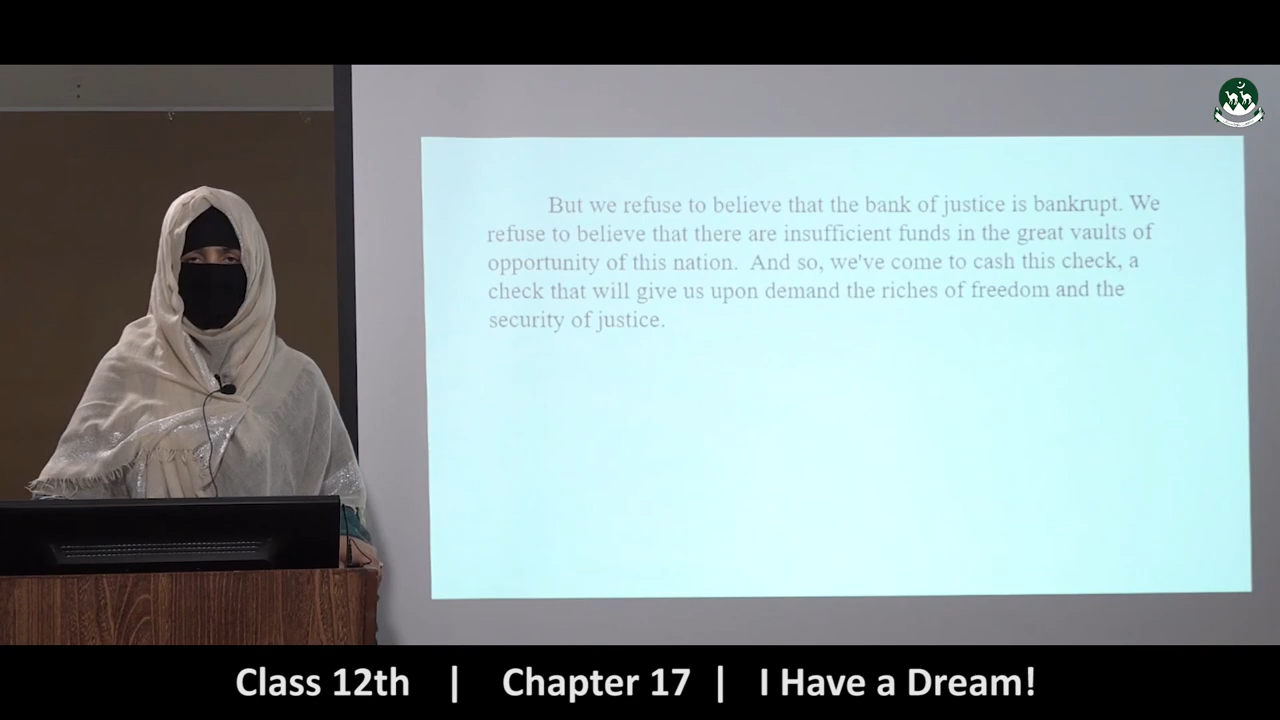 But we refuse to believe that the bank of justice is bankrupt. We
refuse to believe that there are insufficient funds in the great vaults of
opportunity of this nation. And so, we've come to cash this check, a
check that will give us upon demand the riches of freedom and the
security of justice.
Class 12th | Chapter 17 | I Have a Dream!